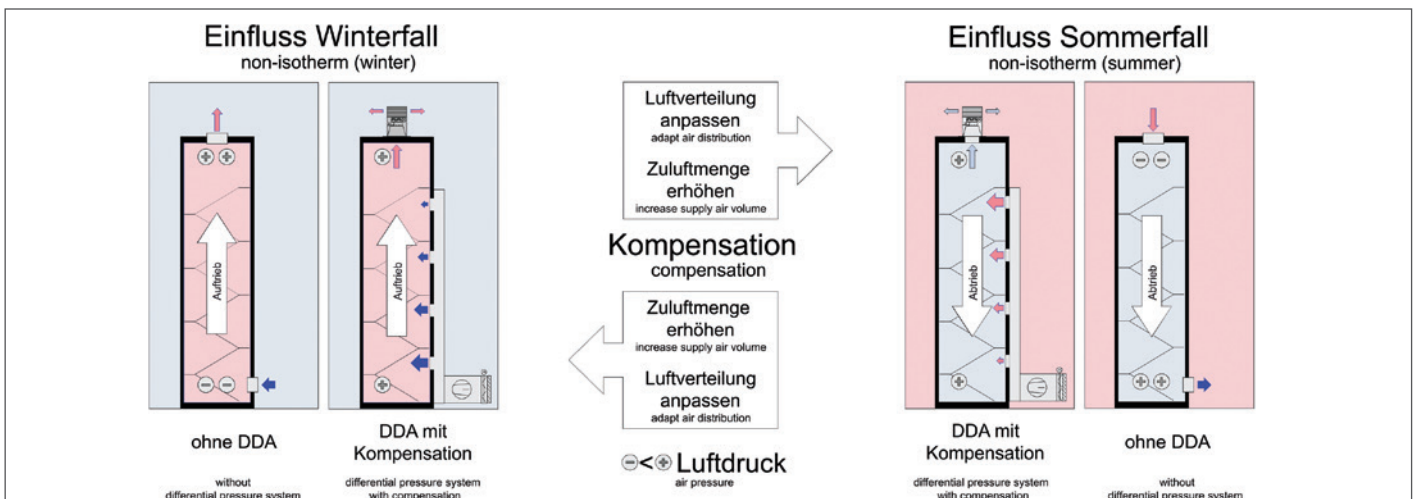 Einfluss Winterfall
non-isotherm (winter)
Auftrieb
ohne DDA
without
differential pressure system
Auftrieb
DDA mit
Kompensation
differential pressure system
with compensation
Luftverteilung
anpassen
adapt air distribution
Zuluftmenge
erhöhen
increase supply air volume
Kompensation
compensation
Zuluftmenge
erhöhen
increase supply air volume
Luftverteilung
anpassen
adapt air distribution
⊖<⊕ Luftdruck
air pressure
Einfluss Sommerfall
non-isotherm (summer)
Abtrieb
DDA mit
Kompensation
differential pressure system
with compensation
Abtrieb
ohne DDA
without
differential pressure system